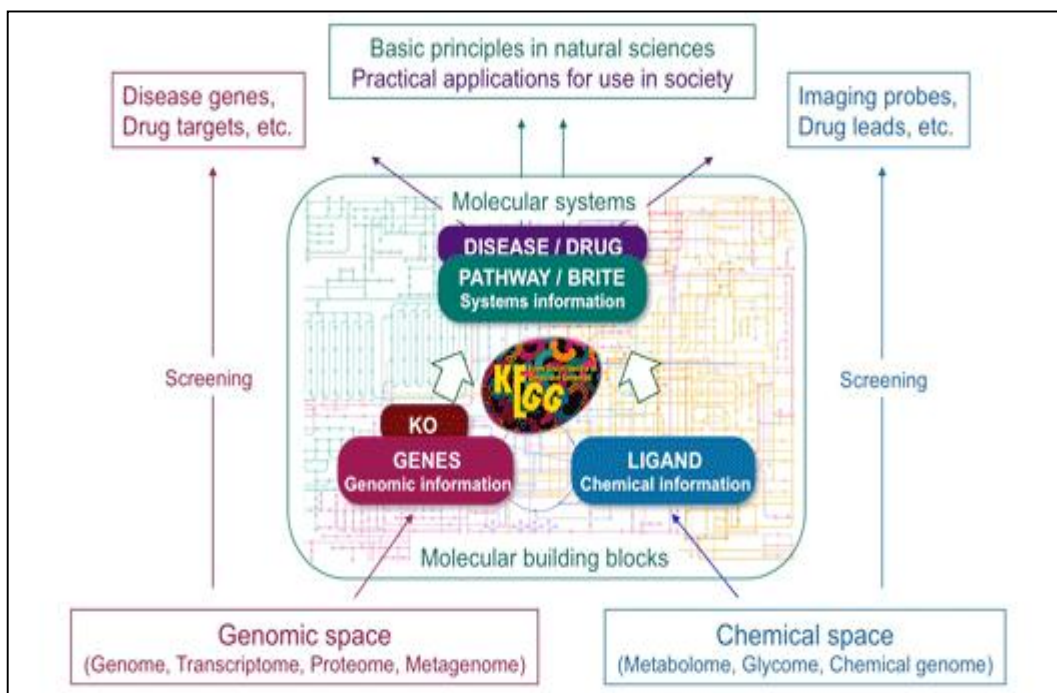 Basic principles in natural sciences
Practical applications for use in society
Disease genes,
Drug targets, etc.
Imaging probes,
Drug leads, etc.
Molecular systems
DISEASE / DRUG
PATHWAY / BRITE
Systems information
Screening
Screening
KEGG
KO
GENES
Genomic information
LIGAND
Chemical information
Molecular building blocks
Genomic space
(Genome, Transcriptome, Proteome, Metagenome)
Chemical space
(Metabolome, Glycome, Chemical genome)